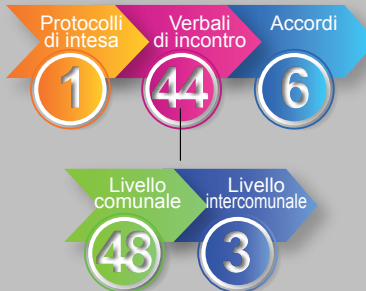 Protocolli
di intesa
1
Verbali
di incontro
44
Accordi
6
Livello
comunale
48
Livello
intercomunale
3